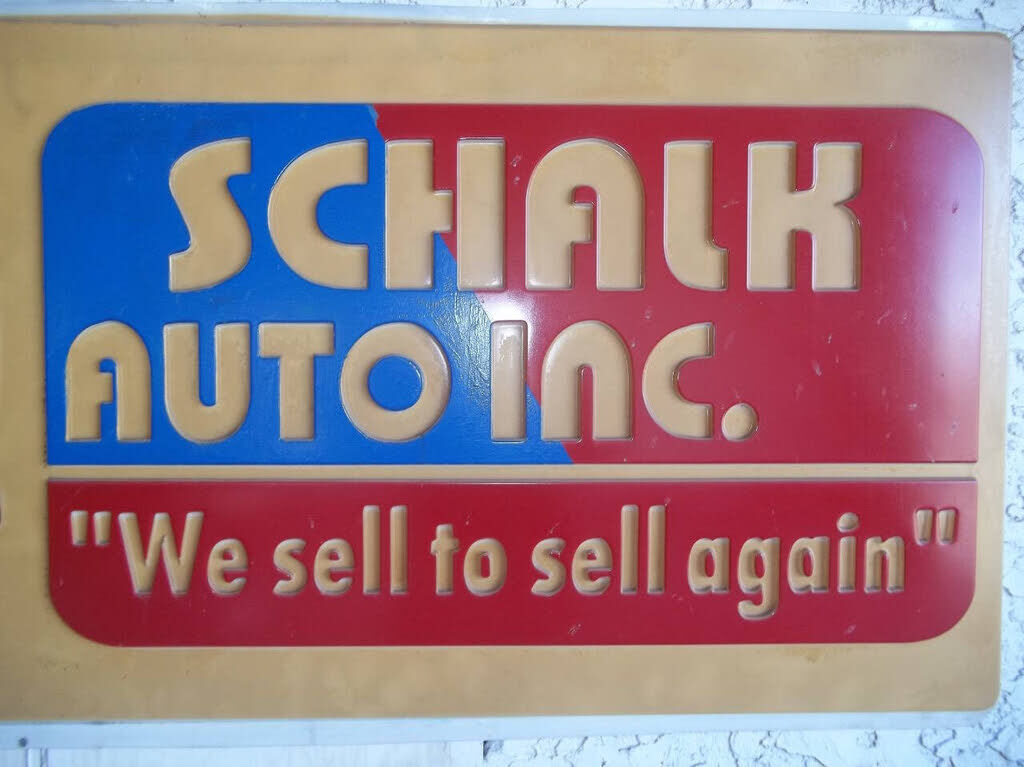 SCHALK
AUTO INC.
"We sell to sell again"